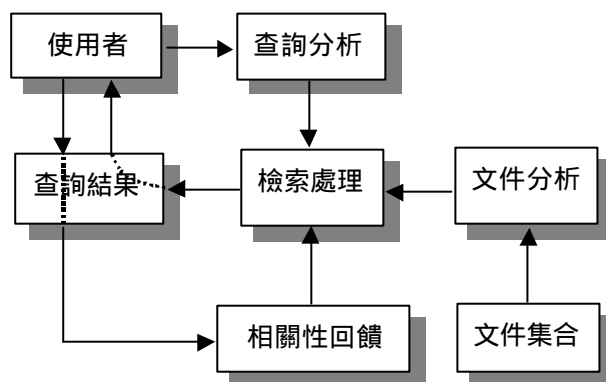 使用者
查詢分析
查詢結果
檢索處理
文件分析
相關性回饋
文件集合